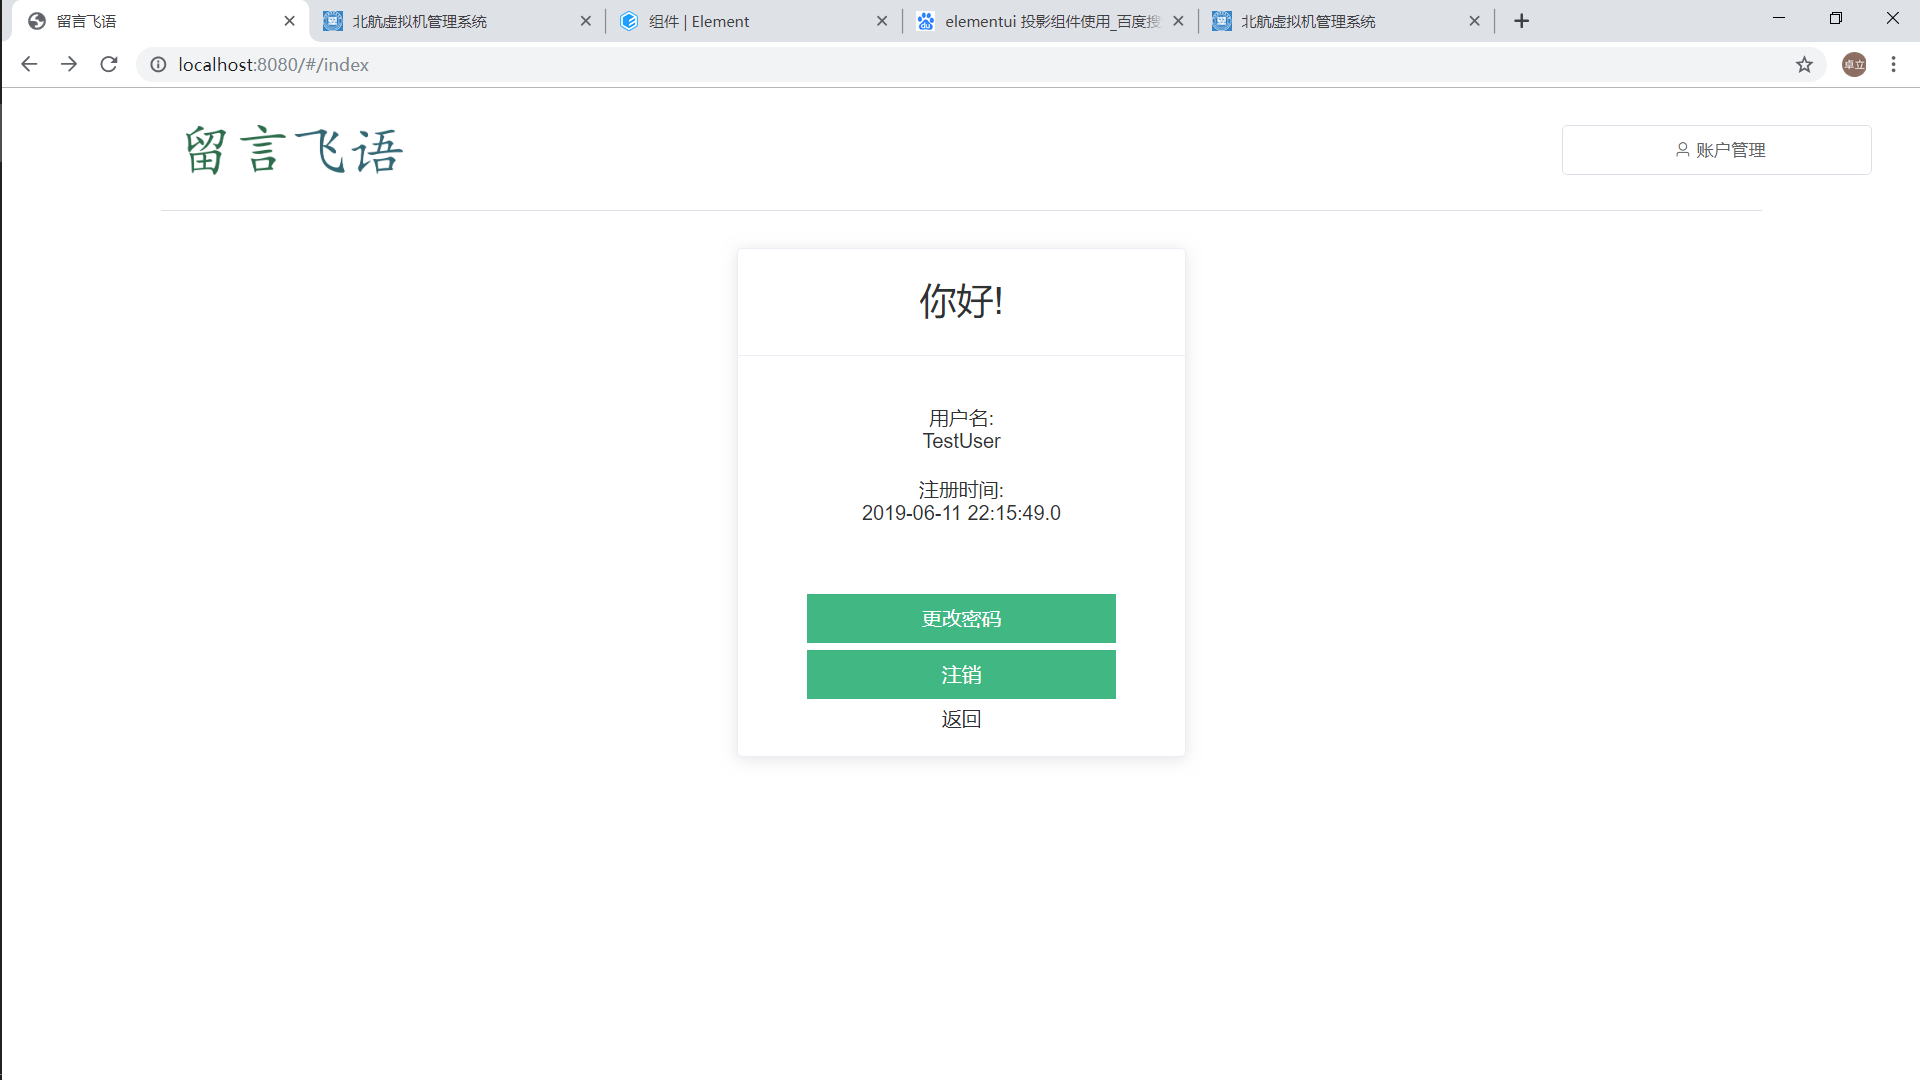 留言飞语
北航虚拟机管理系统
组件 | Element
elementui 投影组件使用_百度搜
北航虚拟机管理系统
localhost:8080/#/index
卓立
留言飞语
账户管理
你好!
用户名:
TestUser
注册时间:
2019-06-11 22:15:49.0
更改密码
注销
返回